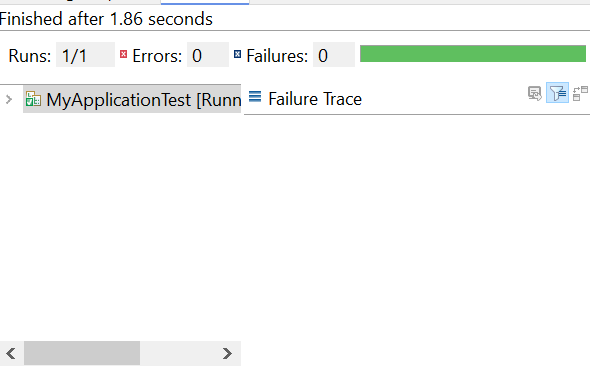 Finished after 1.86 seconds
Runs: 1/1 Errors: 0 Failures: 0
MyApplicationTest [Runn
Failure Trace